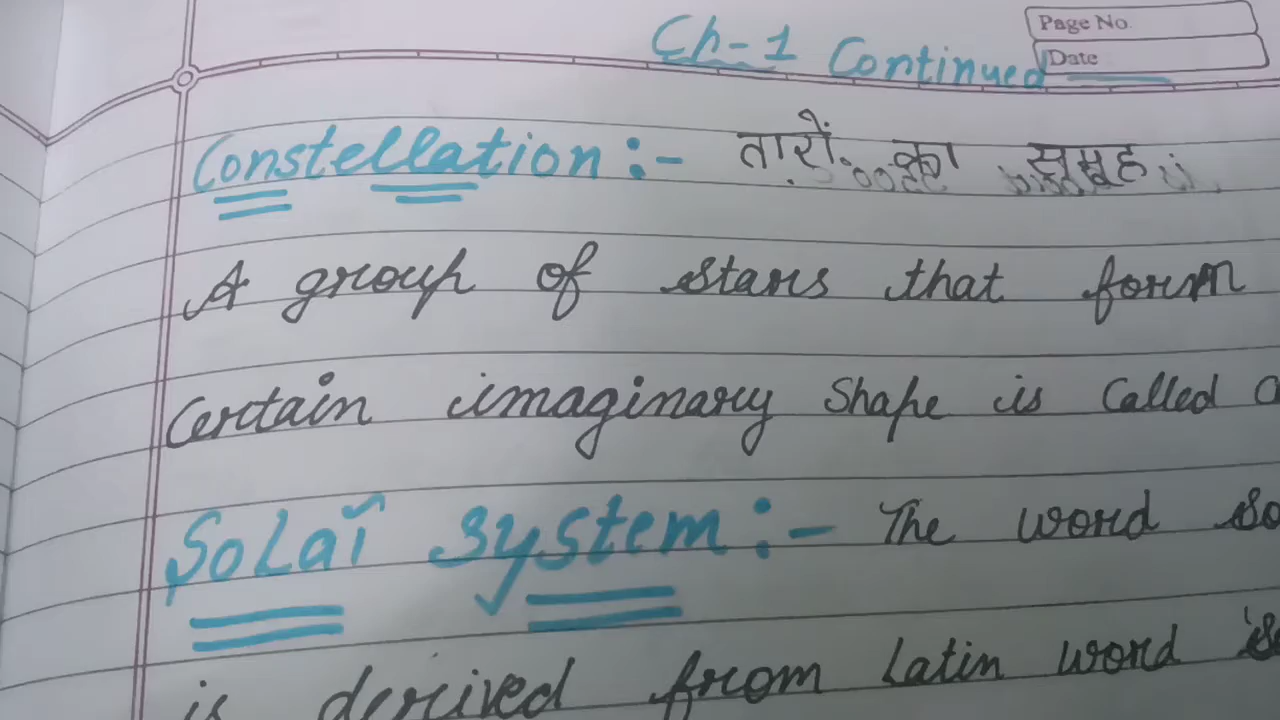 Page No.
Date
Ch-1 Continued
Constellation :- तारों का समूह
A group of stars that form
certain imaginary shape is called
Solar System :- The word
is derived from Latin word